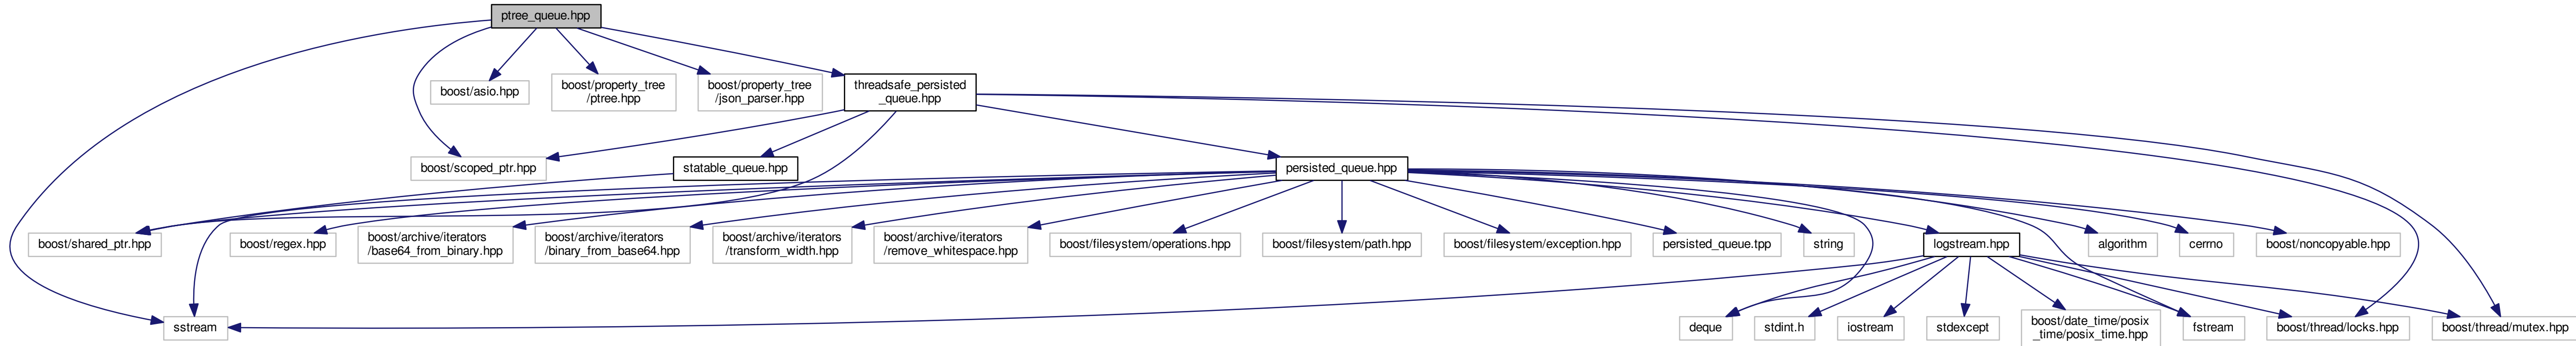 ptree_queue.hpp
boost/asio.hpp
boost/property_tree
/ptree.hpp
boost/property_tree
/json_parser.hpp
threadsafe_persisted
_queue.hpp
boost/scoped_ptr.hpp
statable_queue.hpp
persisted_queue.hpp
boost/shared_ptr.hpp
boost/regex.hpp
boost/archive/iterators
/base64_from_binary.hpp
boost/archive/iterators
/binary_from_base64.hpp
boost/archive/iterators
/transform_width.hpp
boost/archive/iterators
/remove_whitespace.hpp
boost/filesystem/operations.hpp
boost/filesystem/path.hpp
boost/filesystem/exception.hpp
persisted_queue.tpp
string
logstream.hpp
algorithm
cerrno
boost/noncopyable.hpp
sstream
deque
stdint.h
iostream
stdexcept
boost/date_time/posix
_time/posix_time.hpp
fstream
boost/thread/locks.hpp
boost/thread/mutex.hpp